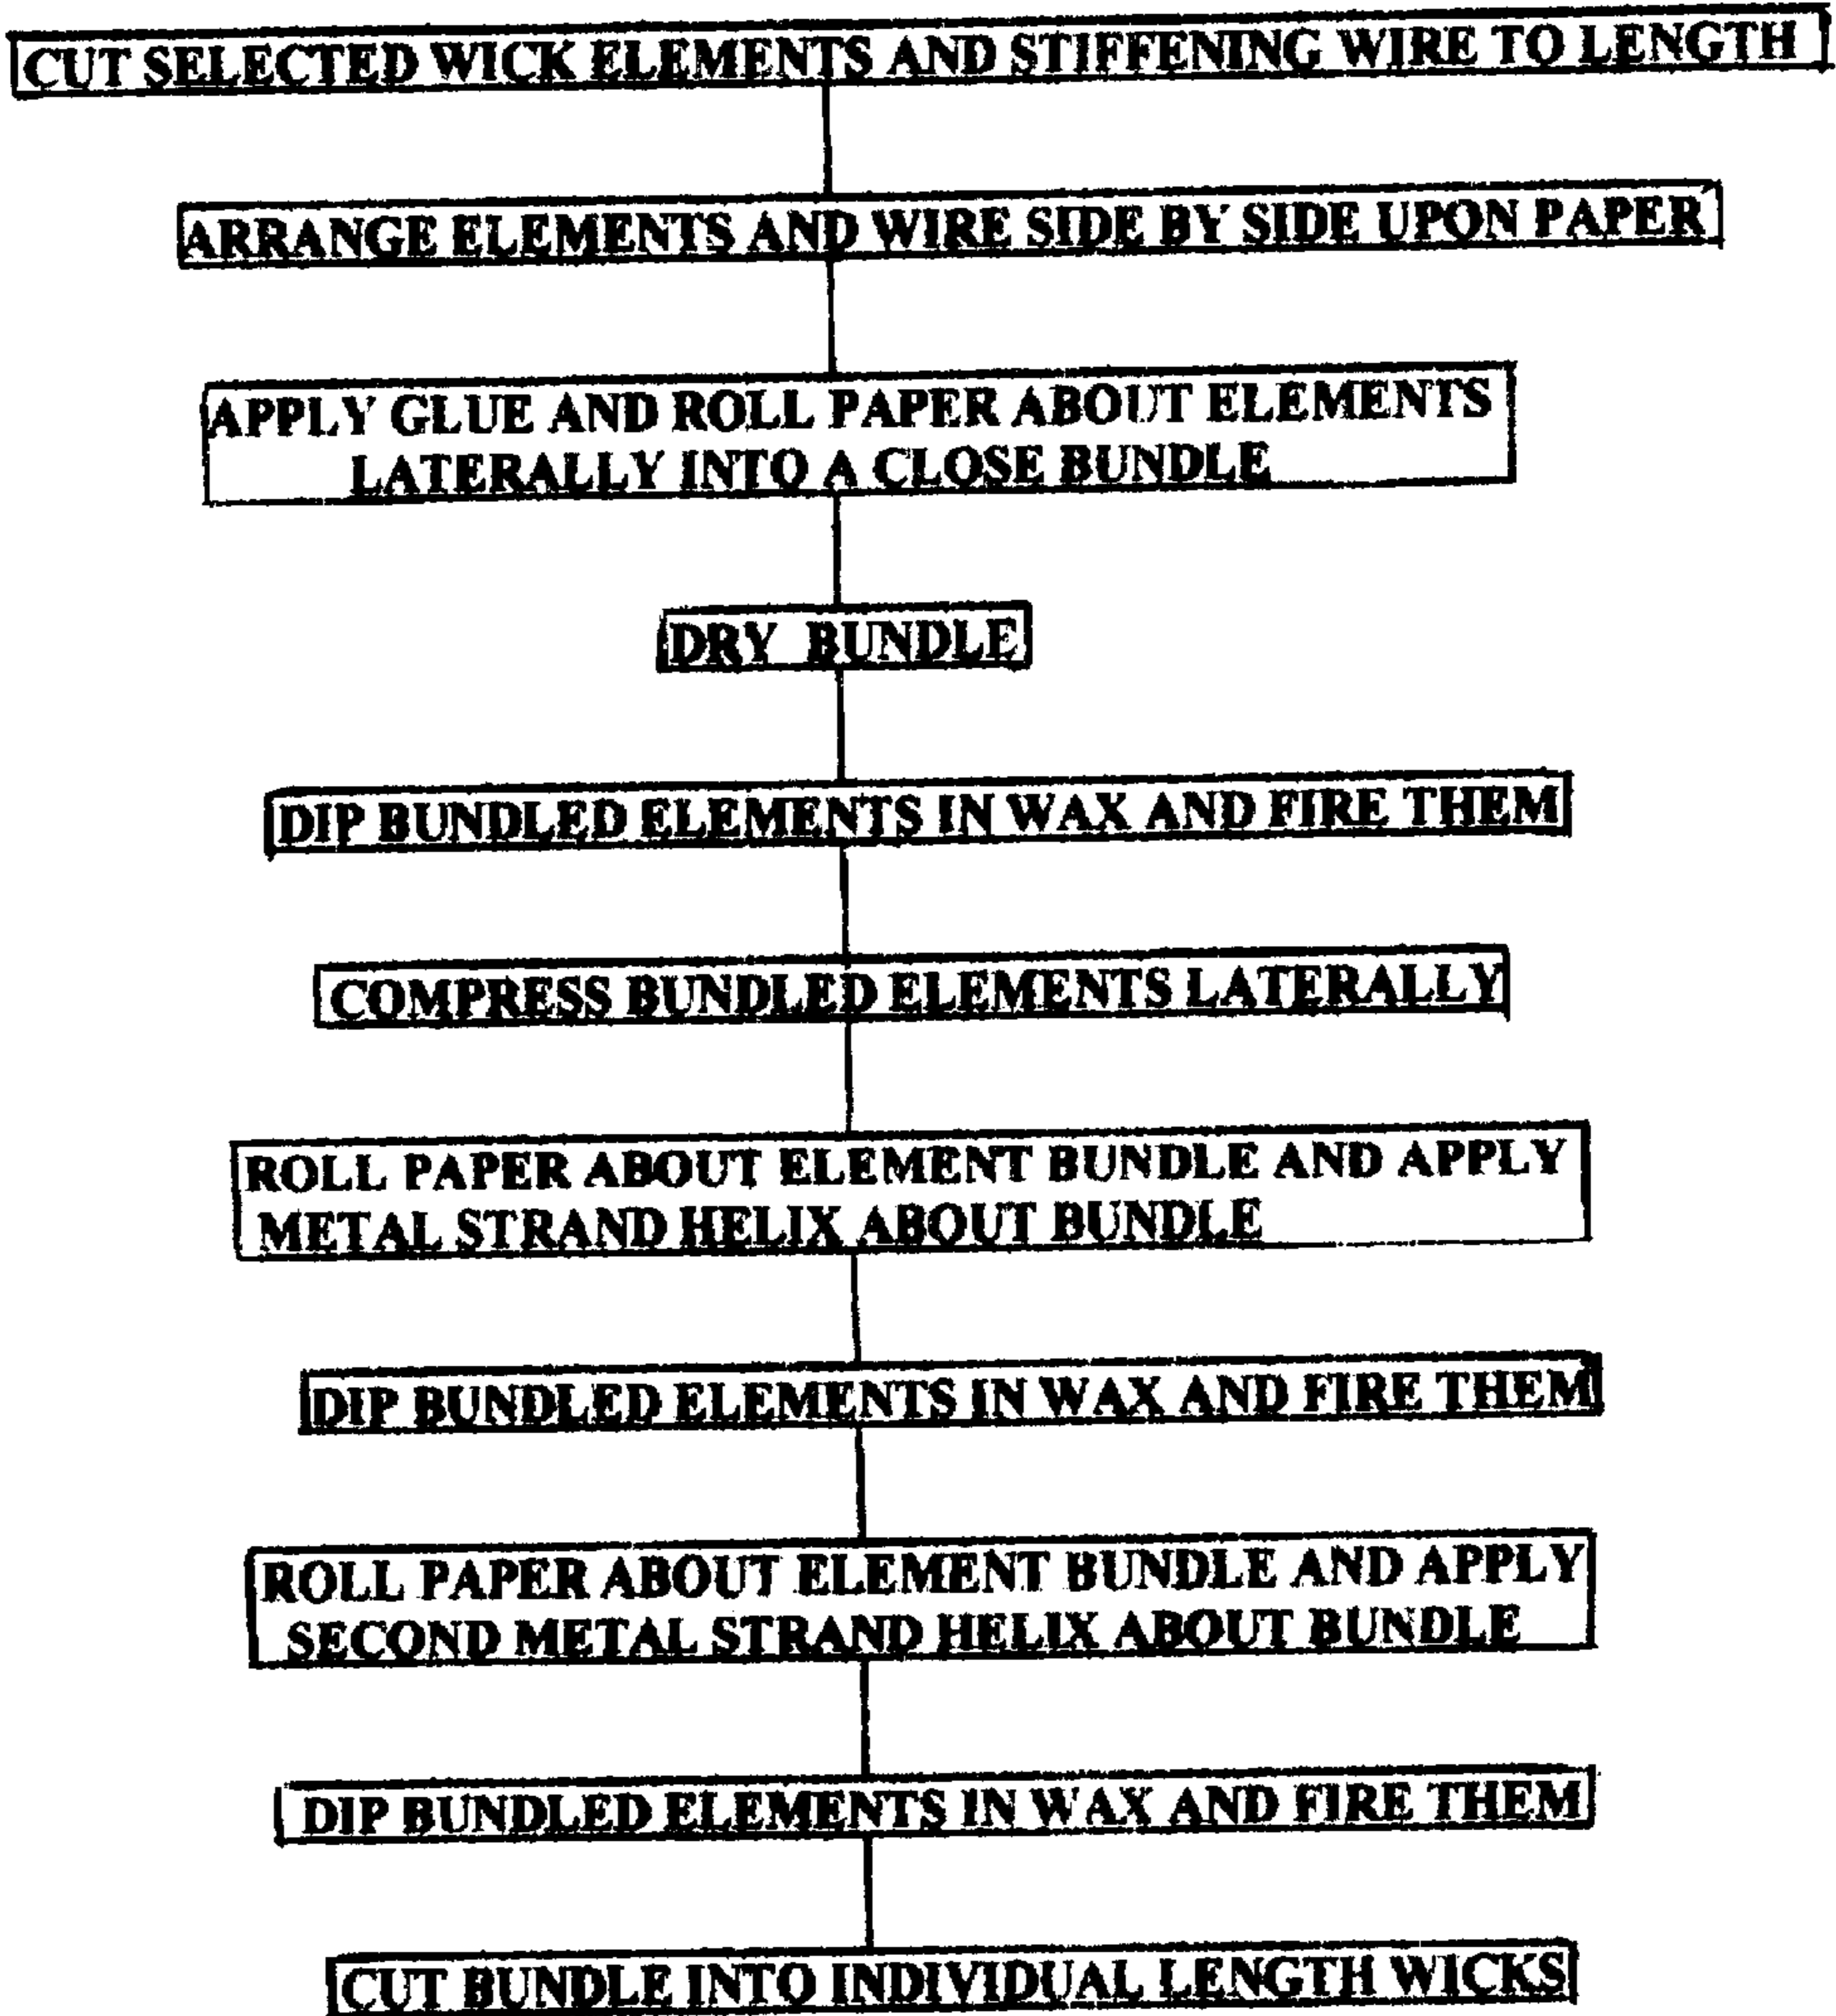 CUT SELECTED WICK ELEMENTS AND STIFFENING WIRE TO LENGTH
ARRANGE ELEMENTS AND WIRE SIDE BY SIDE UPON PAPER
APPLY GLUE AND ROLL PAPER ABOUT ELEMENTS
LATERALLY INTO A CLOSE BUNDLE
DRY BUNDLE
DIP BUNDLED ELEMENTS IN WAX AND FIRE THEM
COMPRESS BUNDLED ELEMENTS LATERALLY
ROLL PAPER ABOUT ELEMENT BUNDLE AND APPLY
METAL STRAND HELIX ABOUT BUNDLE
DIP BUNDLED ELEMENTS IN WAX AND FIRE THEM
ROLL PAPER ABOUT ELEMENT BUNDLE AND APPLY
SECOND METAL STRAND HELIX ABOUT BUNDLE
DIP BUNDLED ELEMENTS IN WAX AND FIRE THEM
CUT BUNDLE INTO INDIVIDUAL LENGTH WICKS